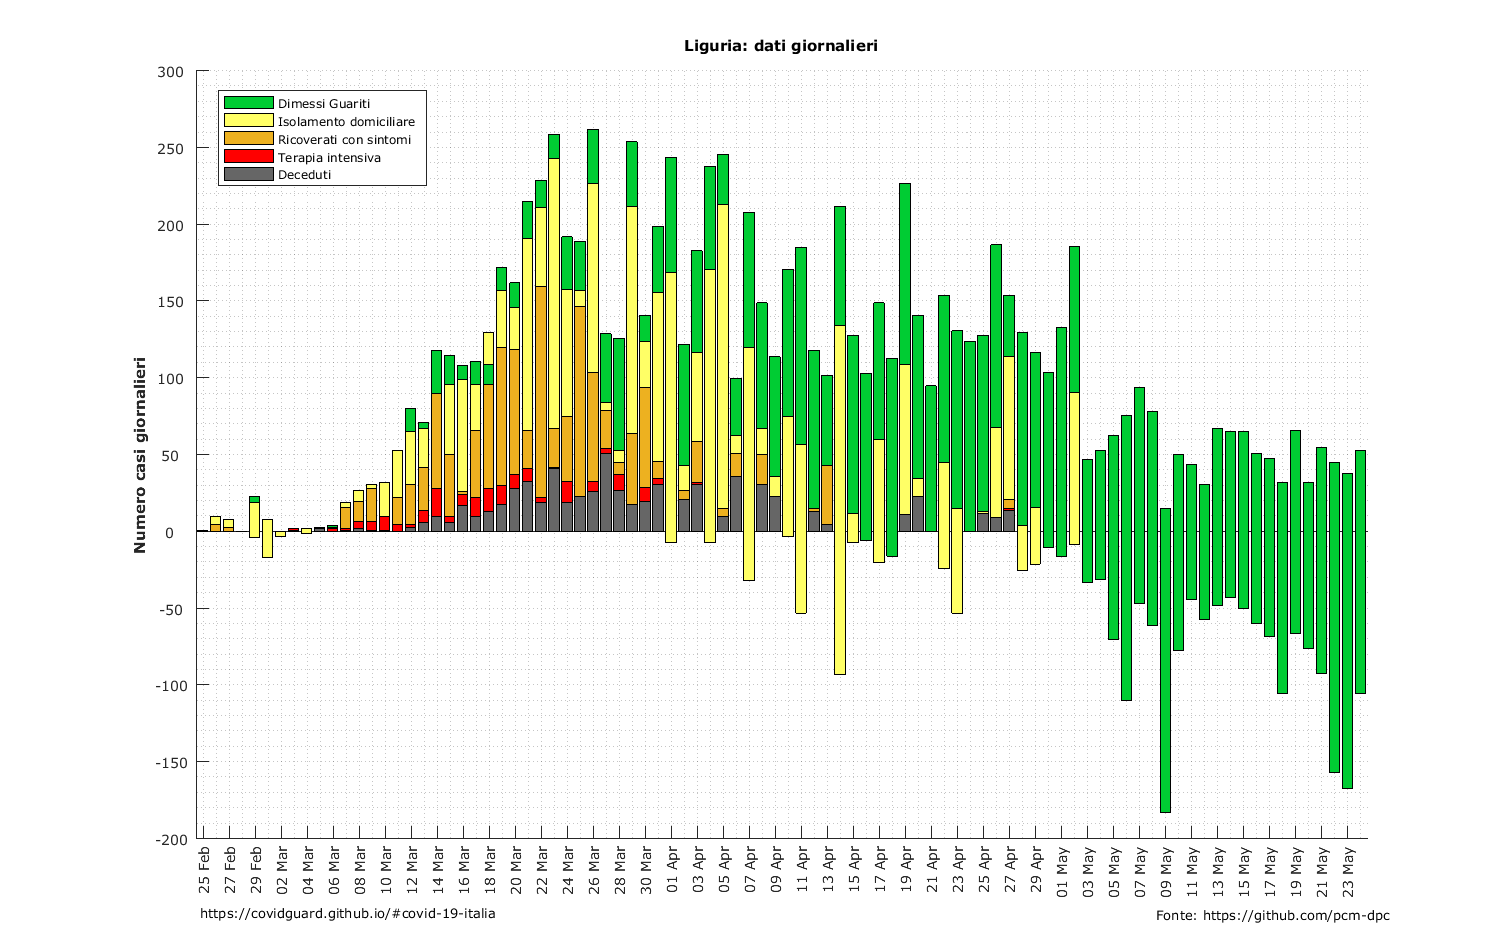 Liguria: dati giornalieri
Numero casi giornalieri
300
250
200
150
100
50
0
-50
-100
-150
-200
Dimessi Guariti
Isolamento domiciliare
Ricoverati con sintomi
Terapia intensiva
Deceduti
25 Feb
27 Feb
29 Feb
02 Mar
04 Mar
06 Mar
08 Mar
10 Mar
12 Mar
14 Mar
16 Mar
18 Mar
20 Mar
22 Mar
24 Mar
26 Mar
28 Mar
30 Mar
01 Apr
03 Apr
05 Apr
07 Apr
09 Apr
11 Apr
13 Apr
15 Apr
17 Apr
19 Apr
21 Apr
23 Apr
25 Apr
27 Apr
29 Apr
01 May
03 May
05 May
07 May
09 May
11 May
13 May
15 May
17 May
19 May
21 May
23 May
https://covidguard.github.io/#covid-19-italia
Fonte: https://github.com/pcm-dpc